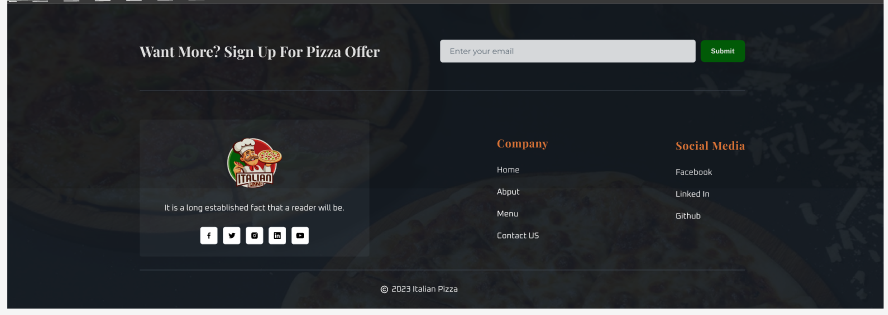 Want More? Sign Up For Pizza Offer
Enter your email
Submit
ITALIAN
It is a long established fact that a reader will be.
Company
Home
Abput
Menu
Contact US
Social Media
Facebook
Linked In
Github
© 2023 Italian Pizza